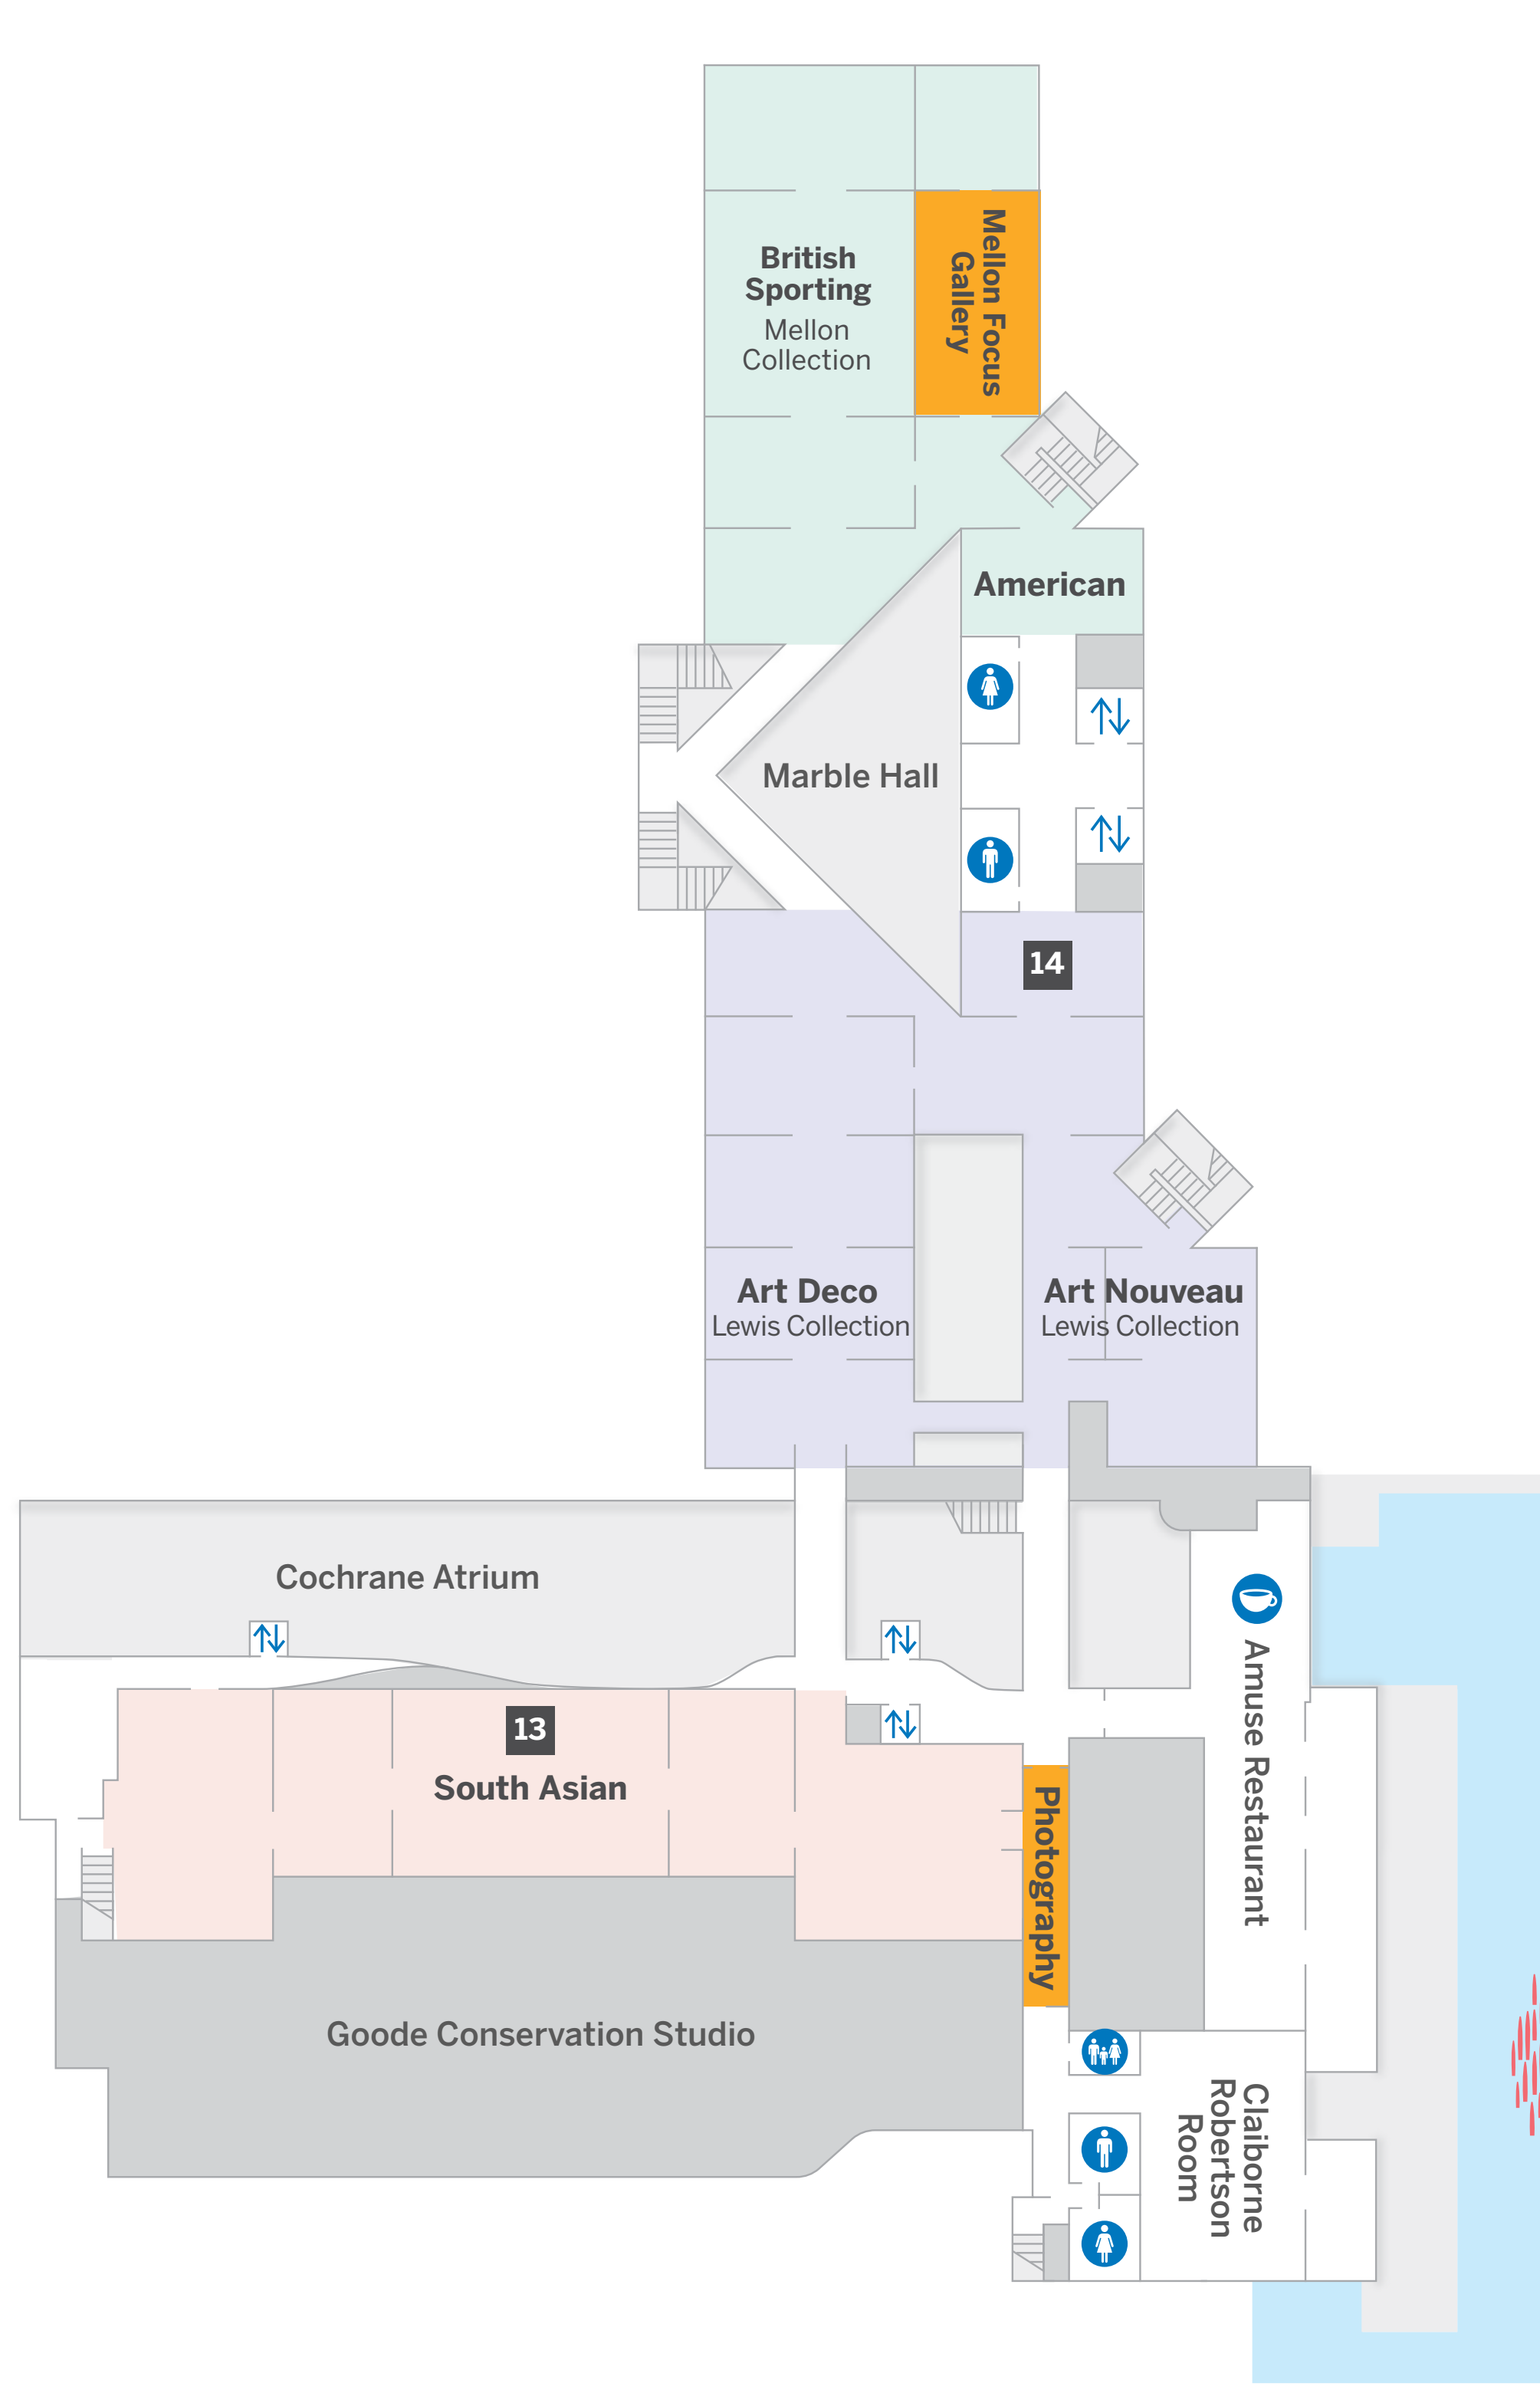 British
Sporting
Mellon
Collection
Mellon Focus
Gallery
American
Marble Hall
14
Art Deco
Lewis Collection
Art Nouveau
Lewis Collection
Cochrane Atrium
Amuse Restaurant
13
South Asian
Photography
Goode Conservation Studio
Claiborne
Robertson
Room